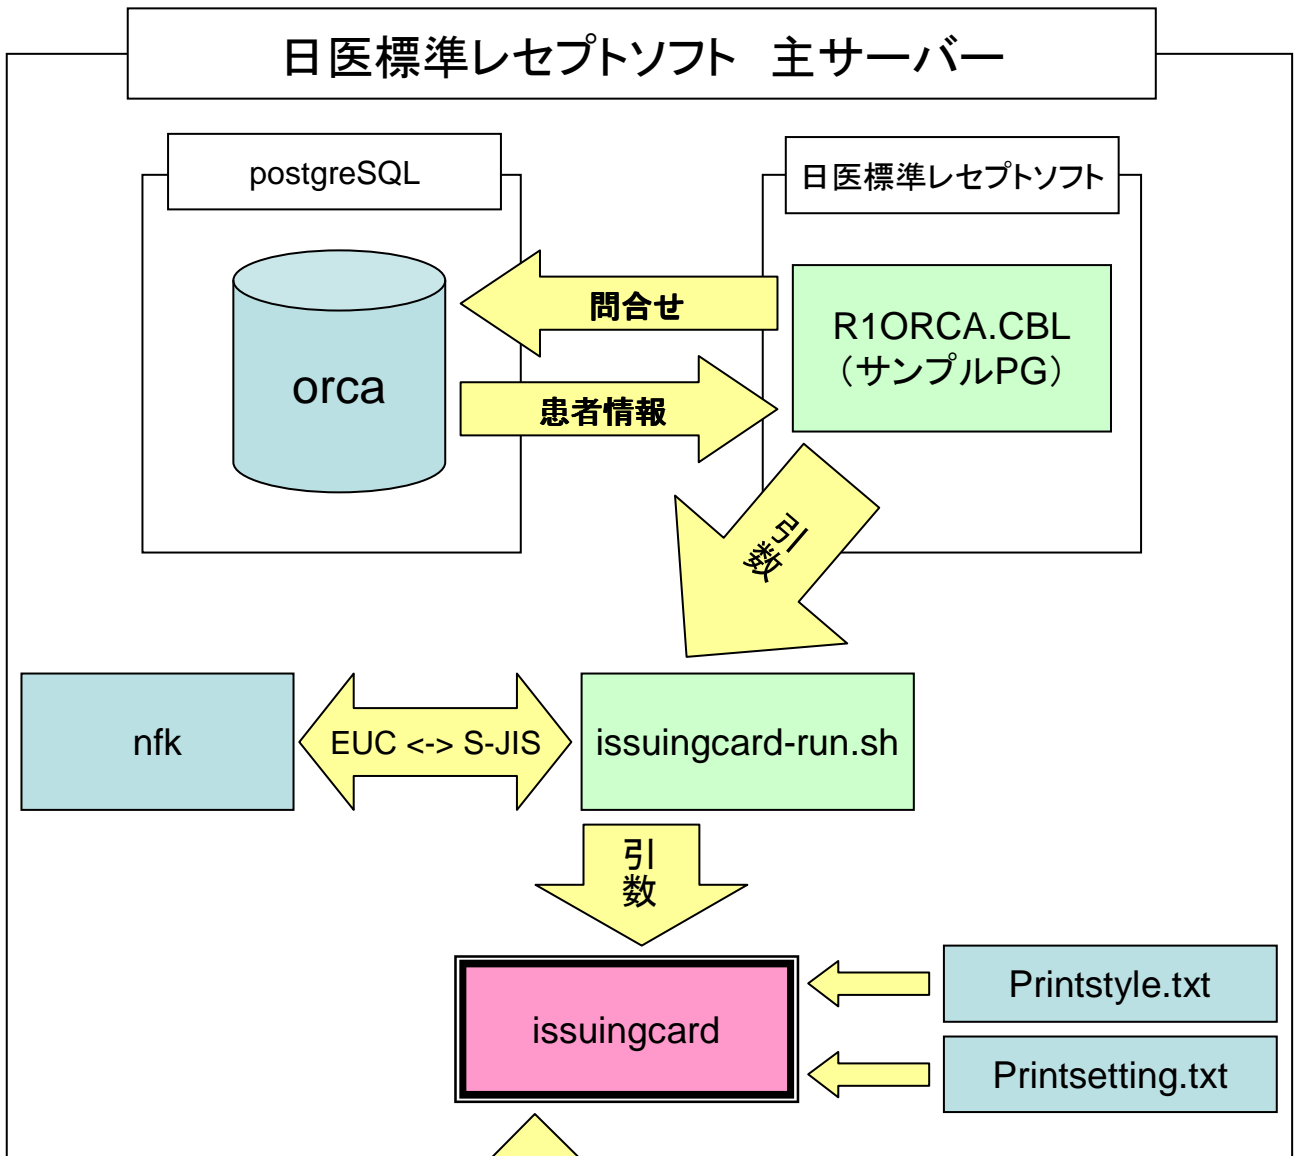 日医標準レセプトソフト　主サーバー
postgreSQL
日医標準レセプトソフト
orca
問合せ
患者情報
R1ORCA.CBL
（サンプルPG）
引
数
nfk
EUC <-> S-JIS
issuingcard-run.sh
引
数
issuingcard
Printstyle.txt
Printsetting.txt